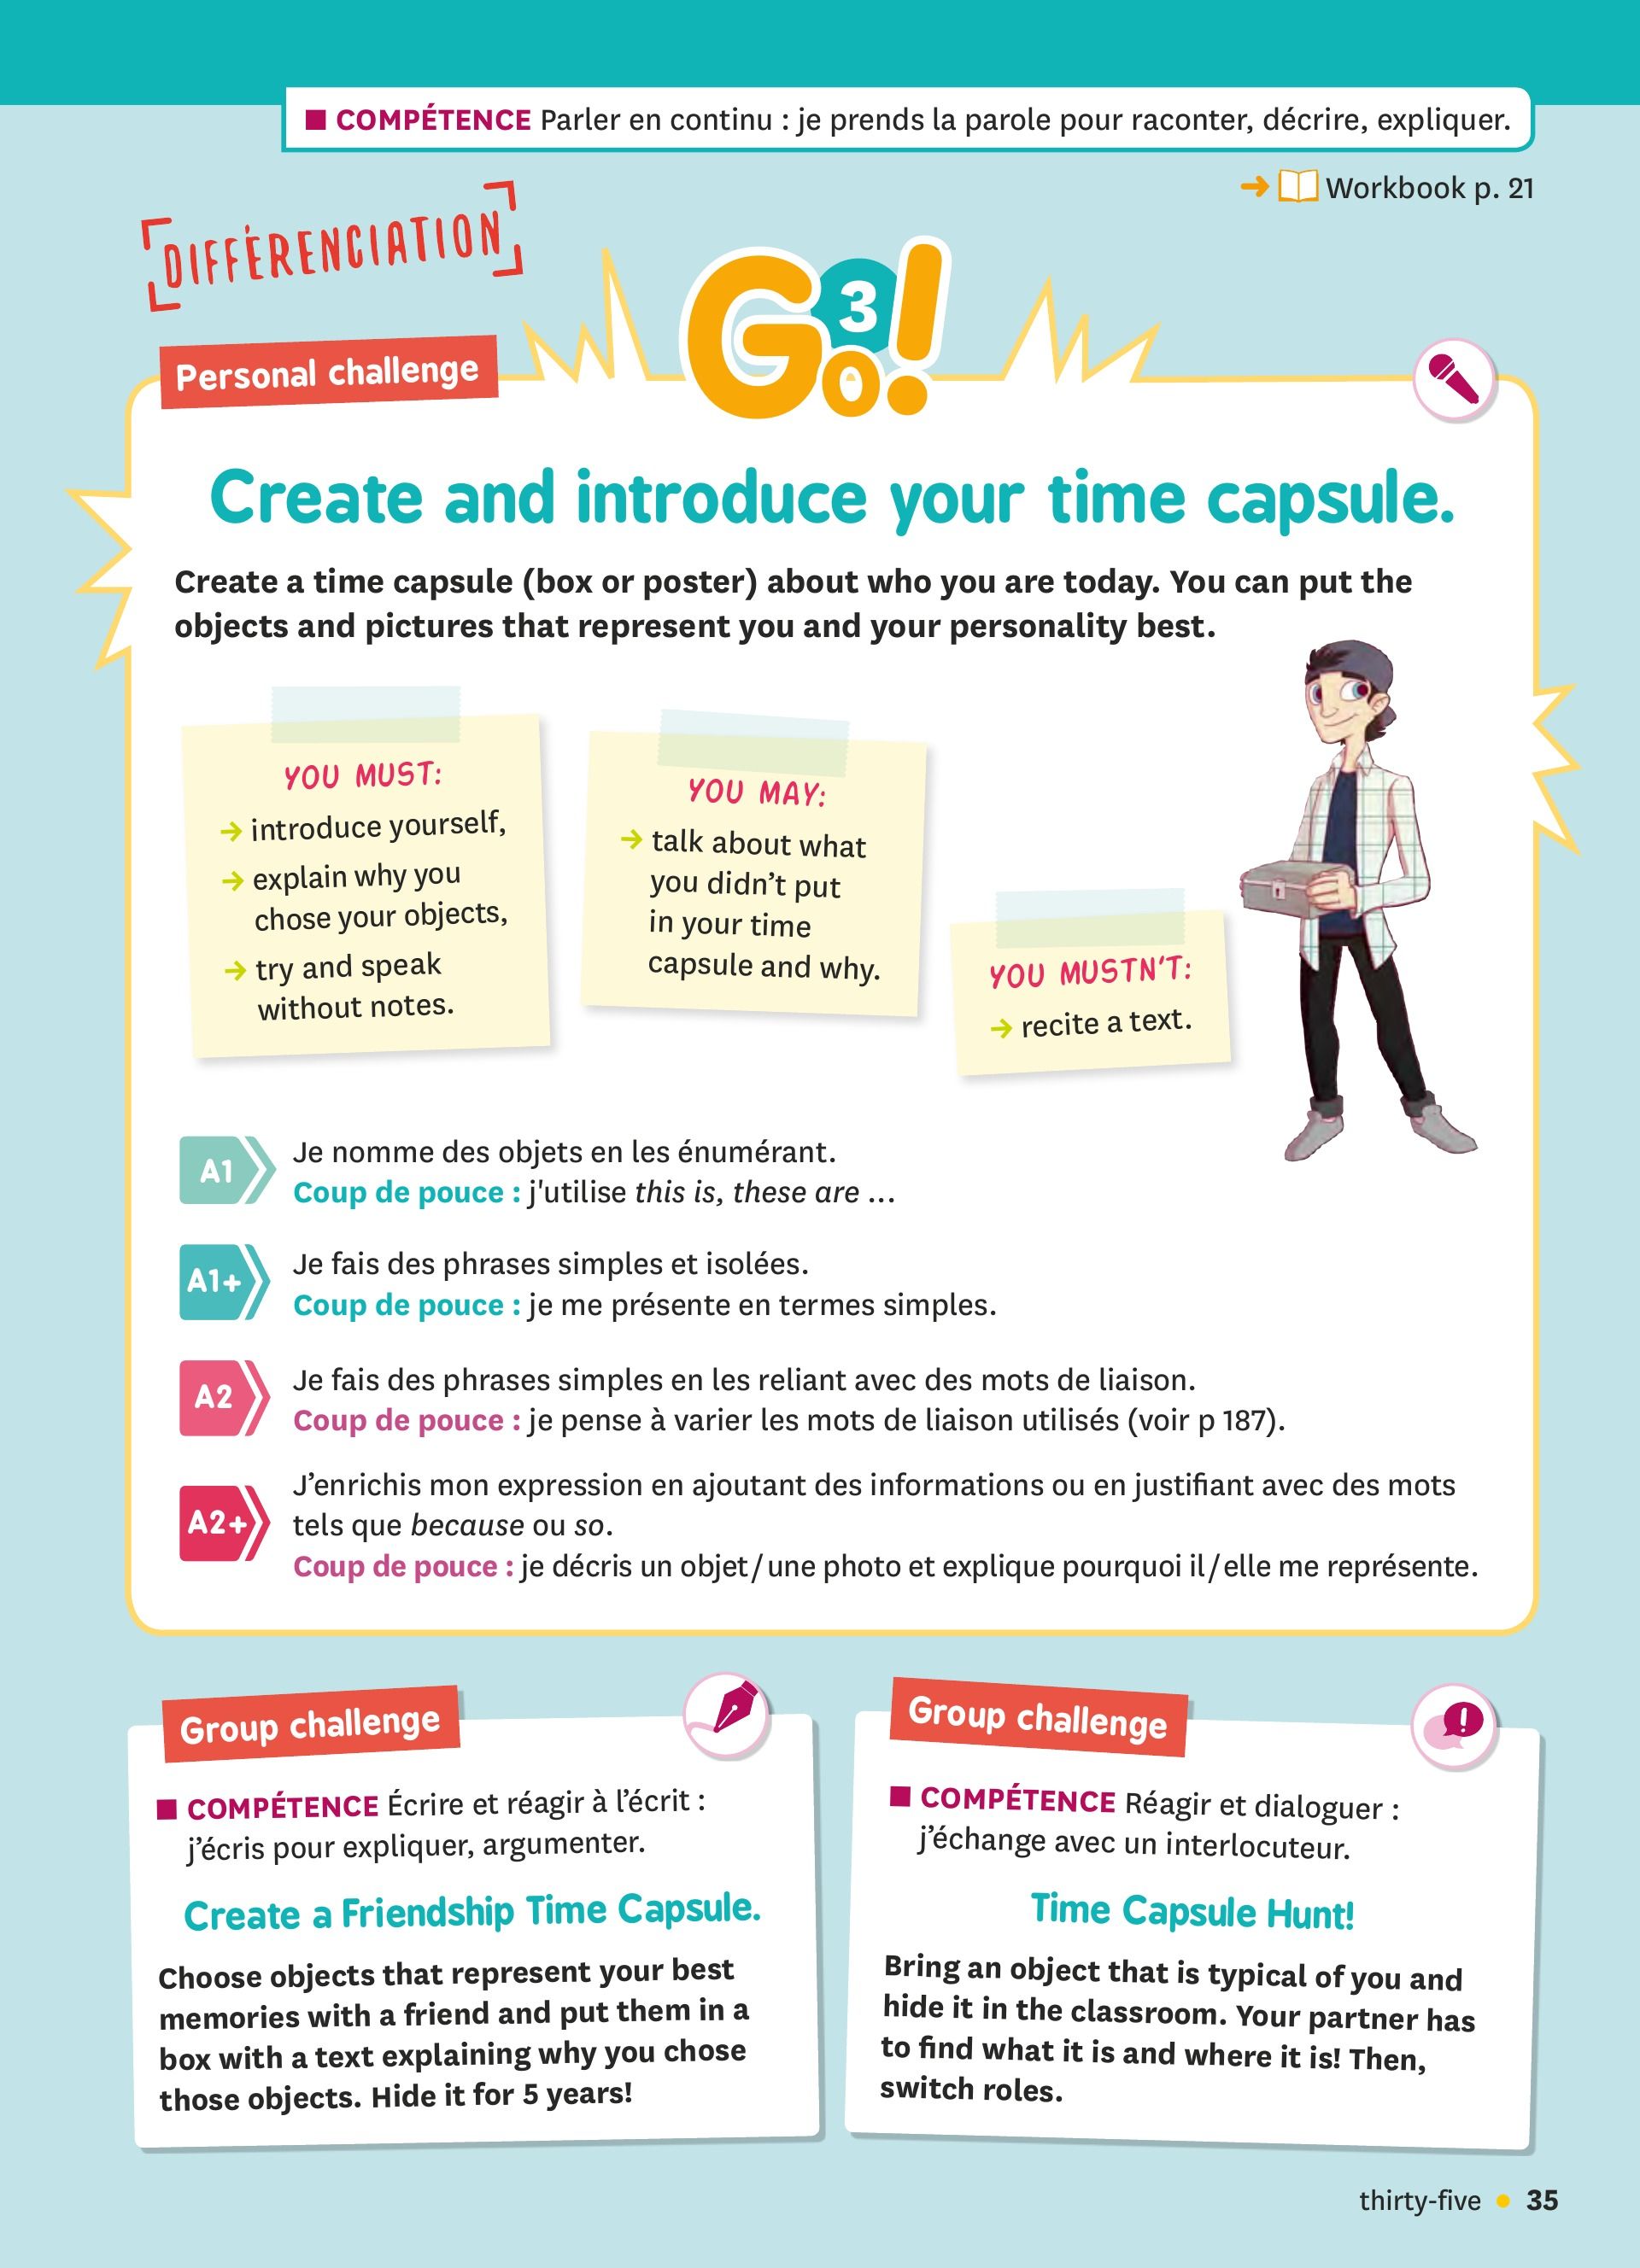 ■ COMPÉTENCE Parler en continu : je prends la parole pour raconter, décrire, expliquer.
→ Workbook p. 21
DIFFÉRENCIATION
Go! 3
Personal challenge
Create and introduce your time capsule.
Create a time capsule (box or poster) about who you are today. You can put the
objects and pictures that represent you and your personality best.
YOU MUST:
→ introduce yourself,
→ explain why you
chose your objects,
→ try and speak
without notes.
YOU MAY:
→ talk about what
you didn't put
in your time
capsule and why.
YOU MUSTN'T:
→ recite a text.
A1
Je nomme des objets en les énumérant.
Coup de pouce : j'utilise this is, these are ...
A1+
Je fais des phrases simples et isolées.
Coup de pouce : je me présente en termes simples.
A2
Je fais des phrases simples en les reliant avec des mots de liaison.
Coup de pouce : je pense à varier les mots de liaison utilisés (voir p 187).
A2+
J'enrichis mon expression en ajoutant des informations ou en justifiant avec des mots
tels que because ou so.
Coup de pouce : je décris un objet/une photo et explique pourquoi il/elle me représente.
Group challenge
■ COMPÉTENCE Écrire et réagir à l'écrit :
j'écris pour expliquer, argumenter.
Create a Friendship Time Capsule.
Choose objects that represent your best
memories with a friend and put them in a
box with a text explaining why you chose
those objects. Hide it for 5 years!
Group challenge
■ COMPÉTENCE Réagir et dialoguer :
j'échange avec un interlocuteur.
Time Capsule Hunt!
Bring an object that is typical of you and
hide it in the classroom. Your partner has
to find what it is and where it is! Then,
switch roles.
thirty-five • 35